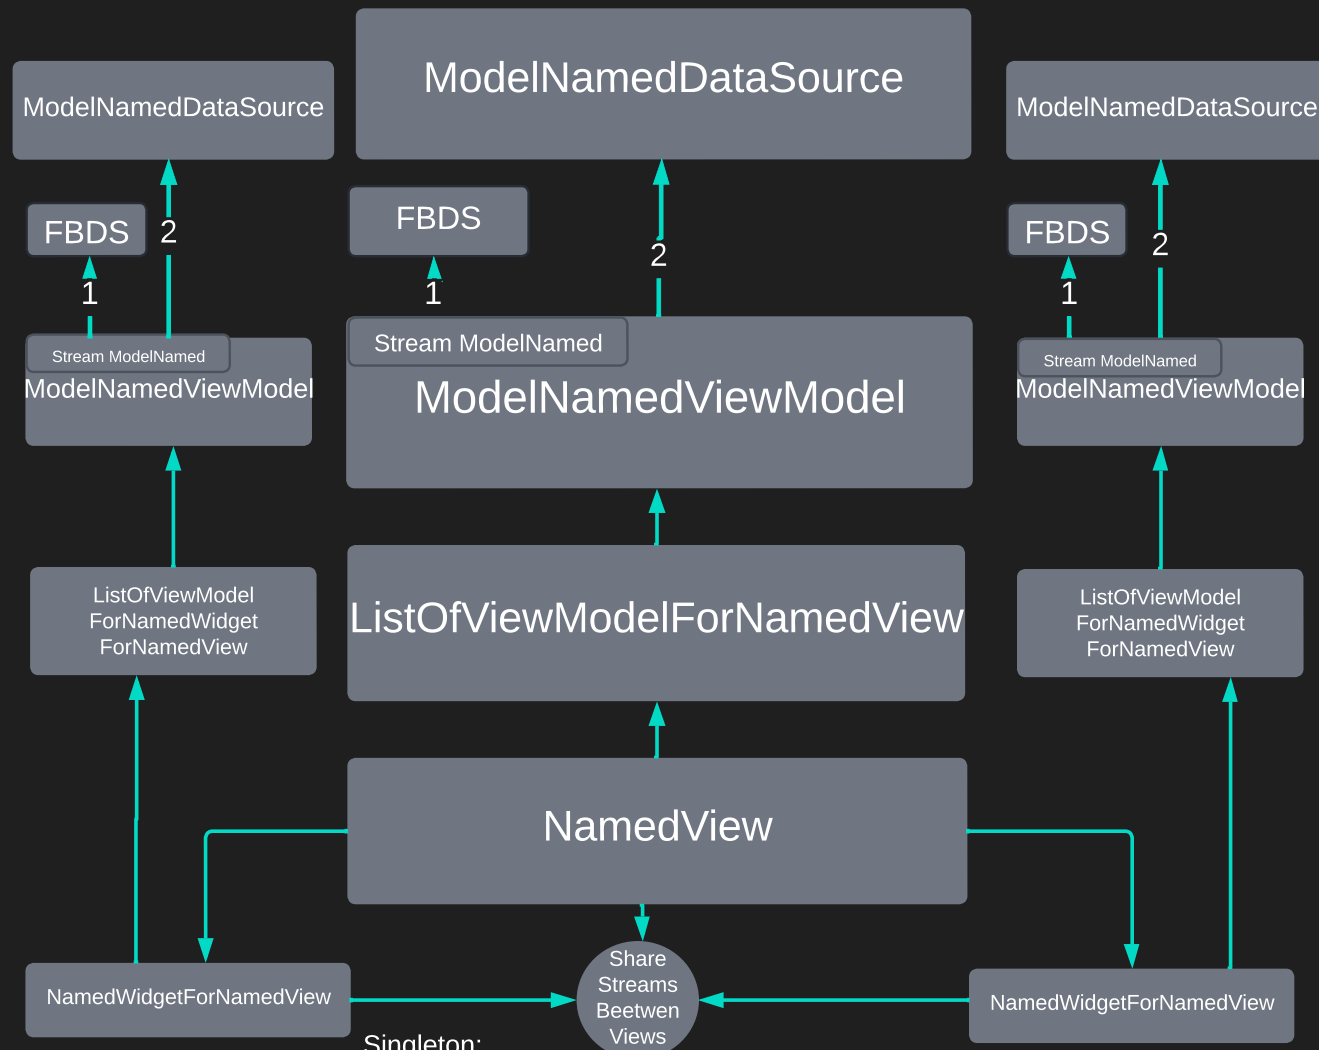 ModelNamedDataSource
ModelNamedDataSource
ModelNamedDataSource
FBDS
2
FBDS
2
FBDS
2
1
1
1
Stream ModelNamed
ModelNamedViewModel
Stream ModelNamed
ModelNamedViewModel
Stream ModelNamed
ModelNamedViewModel
ListOfViewModel
ForNamedWidget
ForNamedView
ListOfViewModelForNamedView
ListOfViewModel
ForNamedWidget
ForNamedView
NamedView
NamedWidgetForNamedView
Share
Streams
Beetwen
Views
NamedWidgetForNamedView
Singleton: